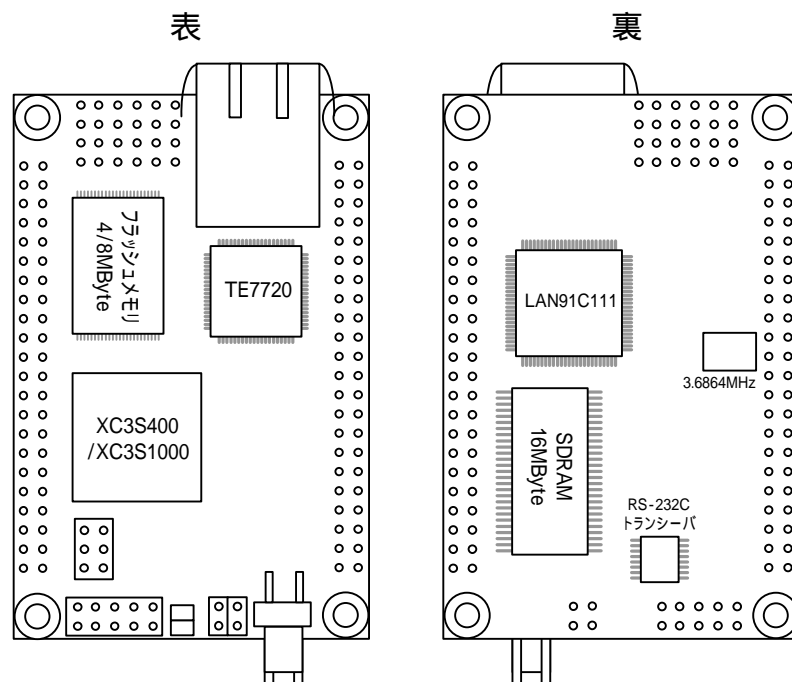 表
裏
フラッシュメモリ
4/8MByte
TE7720
XC3S400
/XC3S1000
LAN91C111
3.6864MHz
SDRAM
16MByte
RS-232C
トランシーバ